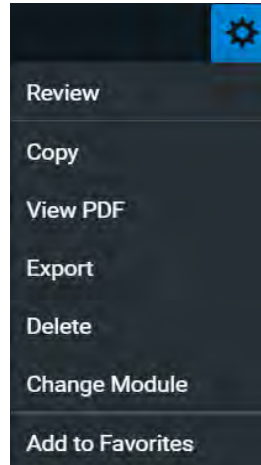 Review
Copy
View PDF
Export
Delete
Change Module
Add to Favorites